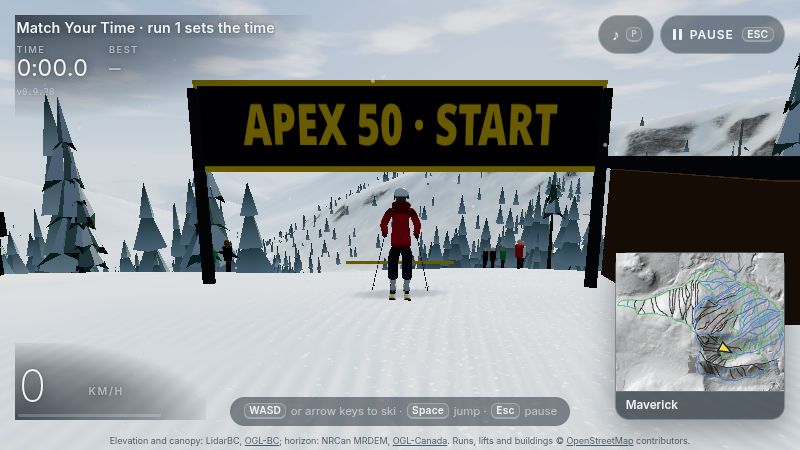 Match Your Time · run 1 sets the time
TIME BEST
0:00.0 —
v0.9.28
♪ P
PAUSE ESC
APEX 50 · START
0 KM/H
WASD or arrow keys to ski · Space jump · Esc pause
Maverick
Elevation and canopy: LidarBC, OGL-BC; horizon: NRCan MRDEM, OGL-Canada. Runs, lifts and buildings © OpenStreetMap contributors.